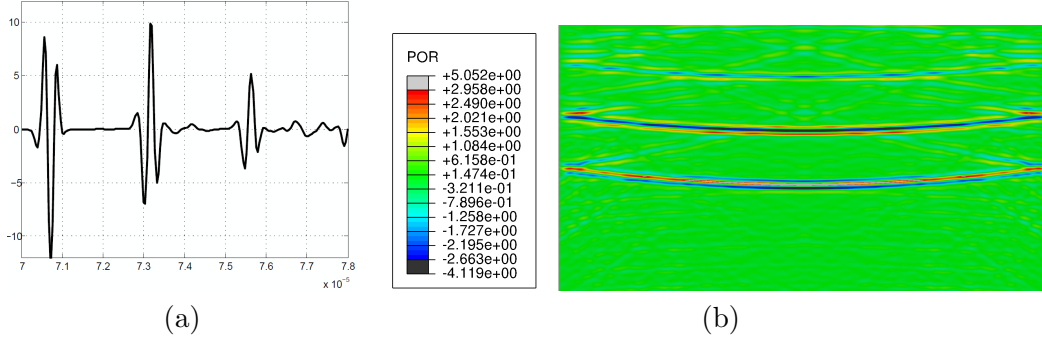 10
5
0
−5
−10
7
7.1
7.2
7.3
7.4
7.5
7.6
7.7
7.8
x 10⁻⁵
(a)
POR
+5.052e+00
+2.958e+00
+2.490e+00
+2.021e+00
+1.553e+00
+1.084e+00
+6.158e-01
+1.474e-01
-3.211e-01
-7.896e-01
-1.258e+00
-1.727e+00
-2.195e+00
-2.663e+00
-4.119e+00
(b)